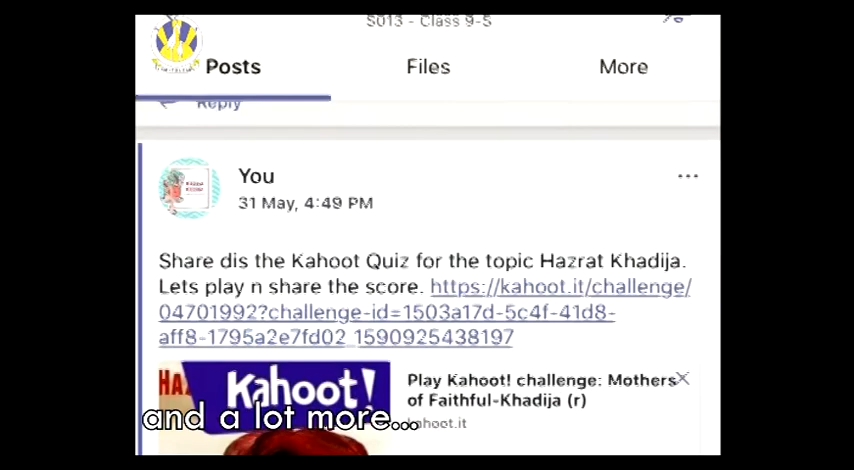 S013 - Class 9-S
Posts
Files
More
Reply
You
31 May, 4:49 PM
Share dis the Kahoot Quiz for the topic Hazrat Khadija.
Lets play n share the score. https://kahoot.it/challenge/
04701992?challenge-id=1503a17d-5c4f-41d8-
aff8-1795a2e7fd02_1590925438197
HA
Kahoot!
Play Kahoot! challenge: Mothers
of Faithful-Khadija (r)
kahoot.it
and a lot more...